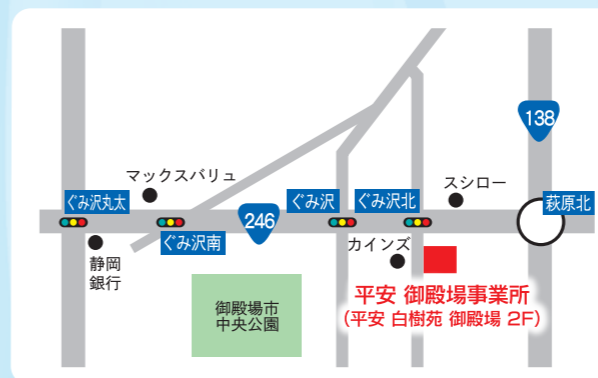 138
マックスバリュ
ぐみ沢丸太
ぐみ沢
ぐみ沢北
スシロー
萩原北
246
ぐみ沢南
カインズ
静岡
銀行
御殿場市
中央公園
平安 御殿場事業所
(平安 白樹苑 御殿場 2F)